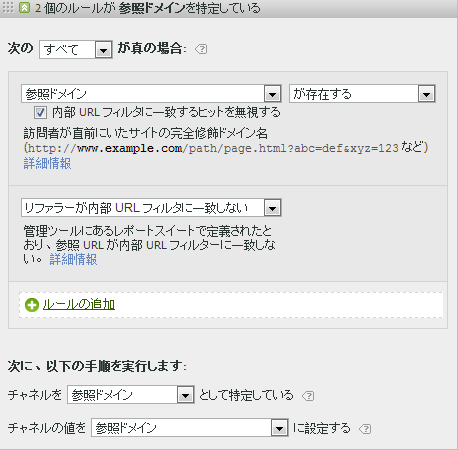 2 個のルールが 参照ドメインを特定している
次の すべて が真の場合:
参照ドメイン が存在する
内部 URL フィルタに一致するヒットを無視する
訪問者が直前にいたサイトの完全修飾ドメイン名
(http://www.example.com/path/page.html?abc=def&xyz=123 など)
詳細情報
リファラーが内部 URL フィルタに一致しない
管理ツールにあるレポートスイートで定義されたと
おり、参照 URL が内部 URL フィルターに一致しな
い。 詳細情報
ルールの追加
次に、以下の手順を実行します:
チャネルを 参照ドメイン として特定している
チャネルの値を 参照ドメイン に設定する